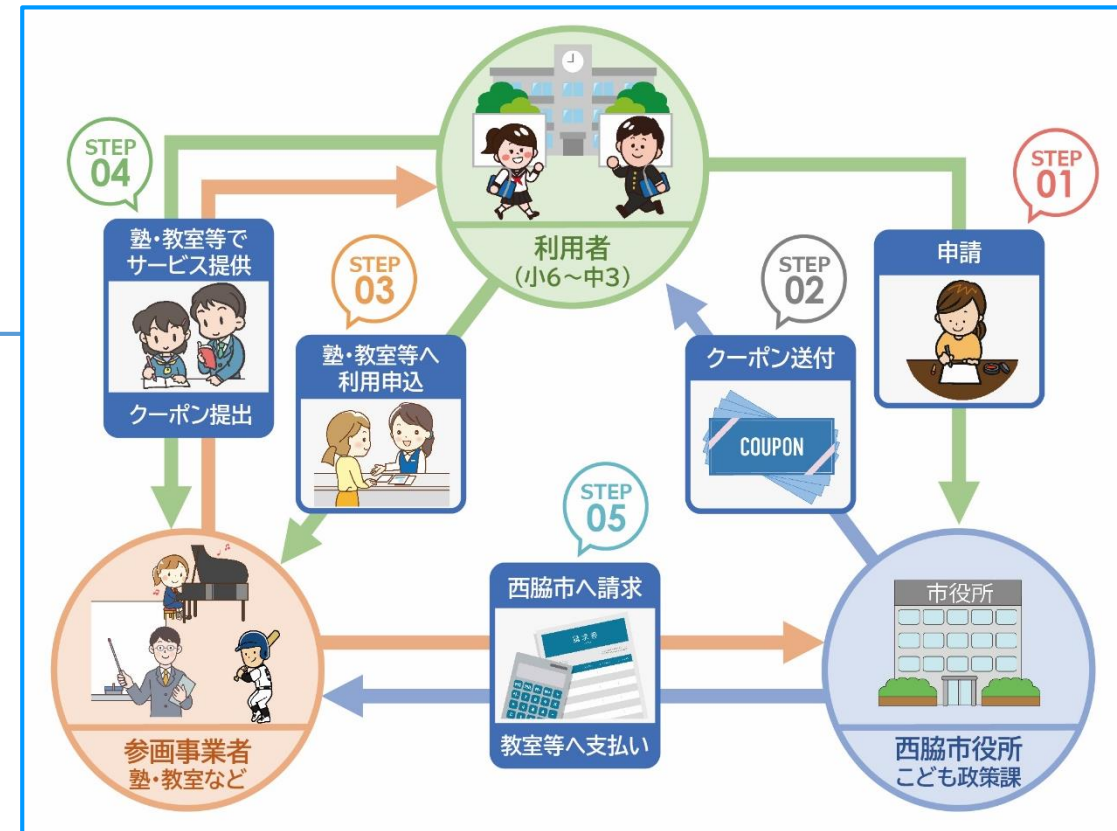 利用者
(小6～中3)
STEP
01
申請
STEP
02
クーポン送付
COUPON
STEP
03
塾・教室等へ
利用申込
STEP
04
塾・教室等で
サービス提供
クーポン提出
STEP
05
西脇市へ請求
請求書
教室等へ支払い
参画事業者
塾・教室など
市役所
西脇市役所
こども政策課